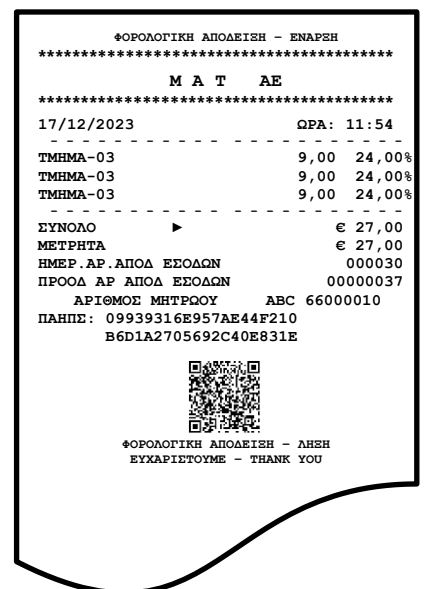 ΦΟΡΟΛΟΓΙΚΗ ΑΠΟΔΕΙΞΗ – ΕΝΑΡΞΗ
******************************************
Μ Α Τ ΑΕ
******************************************
17/12/2023 ΩΡΑ: 11:54
- - - - - - - - - - - - - - - - - - - -
ΤΜΗΜΑ-03 9,00 24,00%
ΤΜΗΜΑ-03 9,00 24,00%
ΤΜΗΜΑ-03 9,00 24,00%
- - - - - - - - - - - - - - - - - - - -
ΣΥΝΟΛΟ ► € 27,00
ΜΕΤΡΗΤΑ € 27,00
ΗΜΕΡ.ΑΡ.ΑΠΟΔ ΕΣΟΔΩΝ 000030
ΠΡΟΟΔ ΑΡ ΑΠΟΔ ΕΣΟΔΩΝ 00000037
ΑΡΙΘΜΟΣ ΜΗΤΡΩΟΥ ABC 66000010
ΠΑΗΠΣ: 09939316E957AE44F210
B6D1A2705692C40E831E
ΦΟΡΟΛΟΓΙΚΗ ΑΠΟΔΕΙΞΗ – ΛΗΞΗ
ΕΥΧΑΡΙΣΤΟΥΜΕ – THANK YOU